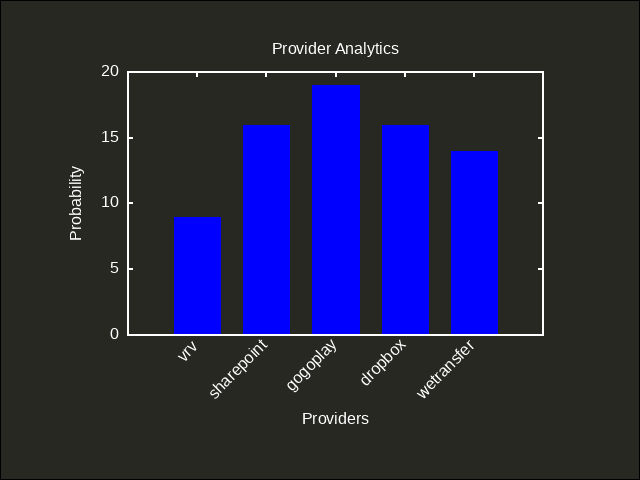 Provider Analytics
20
15
10
5
0
Probability
vrv
sharepoint
gogoplay
dropbox
wetransfer
Providers